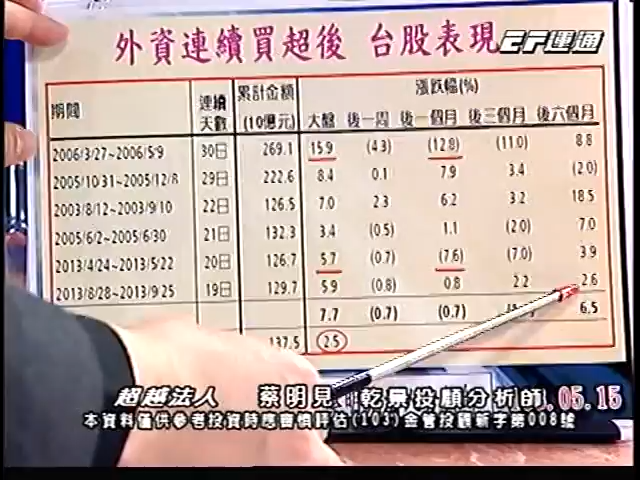 外資連續買超後 台股表現
運通
漲跌幅(%)
期間 連續天數 累計金額(10億元) 大盤 後一周 後一個月 後三個月 後六個月
2006/3/27~2006/5/9 30日 269.1 15.9 (4.3) (12.8) (11.0) 8.8
2005/10/31~2005/12/8 29日 222.6 8.4 0.1 7.9 3.4 (2.0)
2003/8/12~2003/9/10 22日 126.5 7.0 2.3 6.2 3.2 18.5
2005/6/2~2005/6/30 21日 132.3 3.4 (0.5) 1.1 (2.0) 7.0
2013/4/24~2013/5/22 20日 126.7 5.7 (0.7) (7.6) (7.0) 3.9
2013/8/28~2013/9/25 19日 129.7 5.9 (0.8) 0.8 2.2 2.6
7.7 (0.7) (0.7) 6.5
137.5 2.5
超越法人 蔡明見 乾景投顧分析師 .05.15
本資料僅供參考投資時應審慎評估(103)金管投顧新字第008號